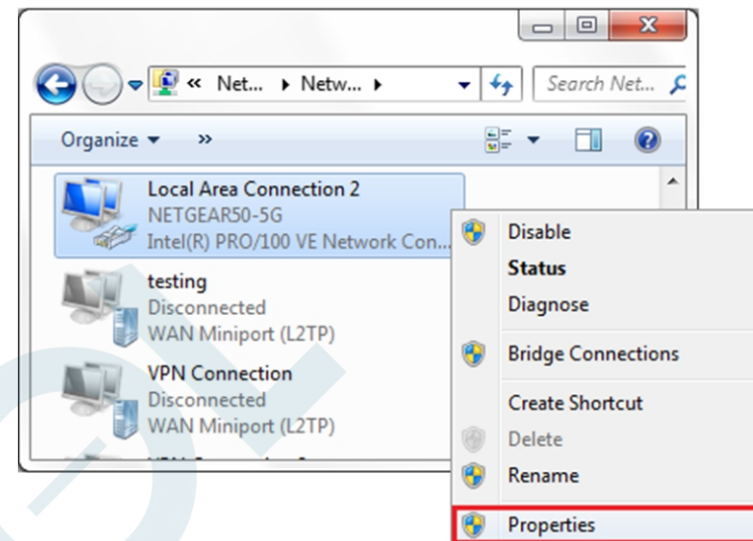 « Net... ▸ Netw... ▸
Search Net...
Organize ▾ »
Local Area Connection 2
NETGEAR50-5G
Intel(R) PRO/100 VE Network Con...
testing
Disconnected
WAN Miniport (L2TP)
VPN Connection
Disconnected
WAN Miniport (L2TP)
Disable
Status
Diagnose
Bridge Connections
Create Shortcut
Delete
Rename
Properties